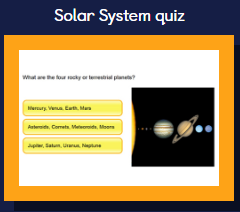 Solar System quiz
What are the four rocky or terrestrial planets?
Mercury, Venus, Earth, Mars
Asteroids, Comets, Meteoroids, Moons
Jupiter, Saturn, Uranus, Neptune